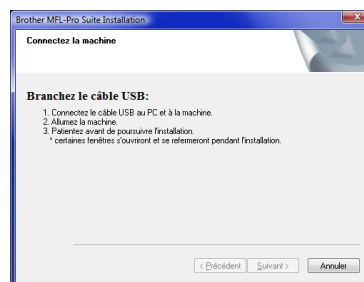 Brother MFL-Pro Suite Installation
Connectez la machine
Branchez le câble USB:
1. Connectez le câble USB au PC et à la machine.
2. Allumez la machine.
3. Patientez avant de poursuivre l'installation.
* certaines fenêtres s'ouvriront et se refermeront pendant l'installation.
< Précédent Suivant > Annuler